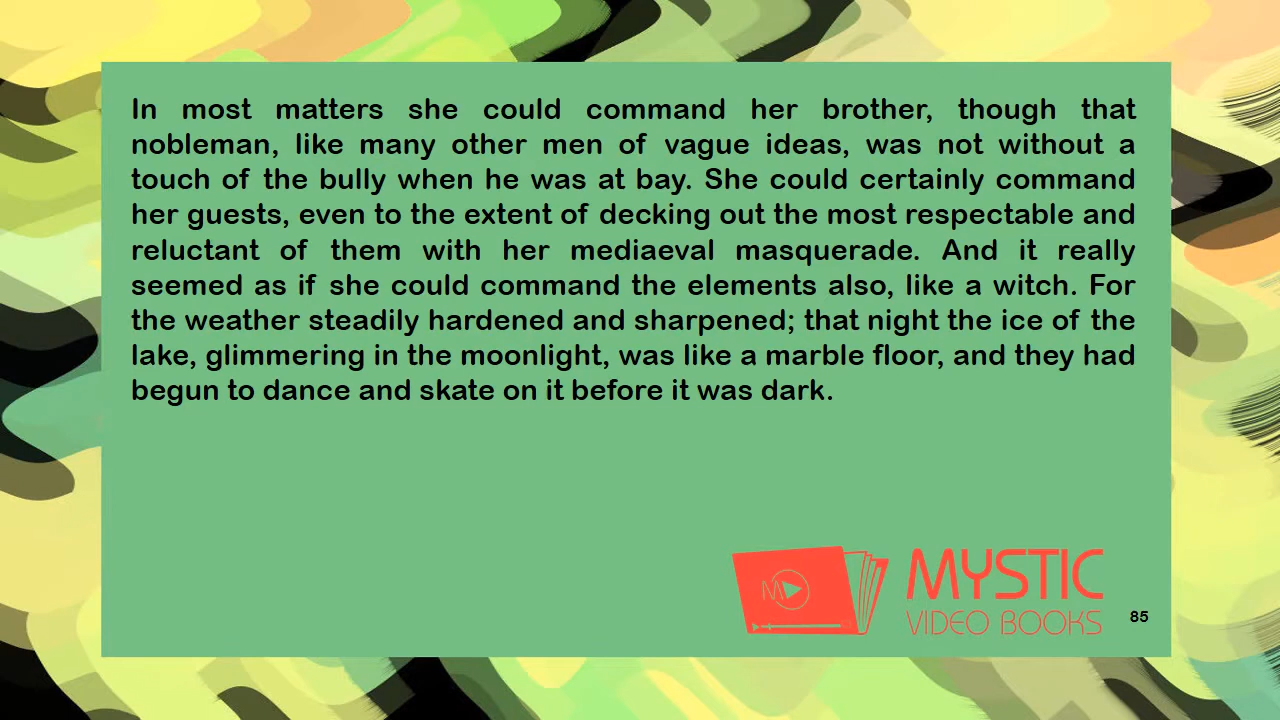 In most matters she could command her brother, though that
nobleman, like many other men of vague ideas, was not without a
touch of the bully when he was at bay. She could certainly command
her guests, even to the extent of decking out the most respectable and
reluctant of them with her mediaeval masquerade. And it really
seemed as if she could command the elements also, like a witch. For
the weather steadily hardened and sharpened; that night the ice of the
lake, glimmering in the moonlight, was like a marble floor, and they had
begun to dance and skate on it before it was dark.
M
MYSTIC
VIDEO BOOKS
85